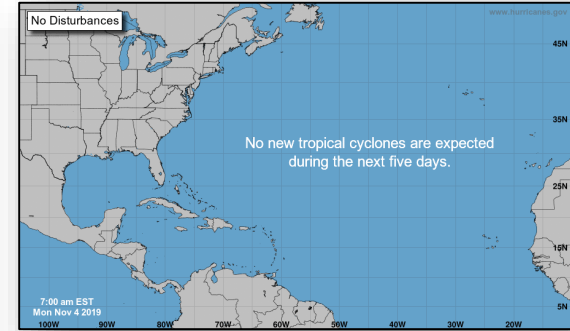 No Disturbances
www.hurricanes.gov
45N
35N
No new tropical cyclones are expected
during the next five days.
25N
15N
7:00 am EST
Mon Nov 4 2019
5N
100W 90W 80W 70W 60W 50W 40W 30W 20W